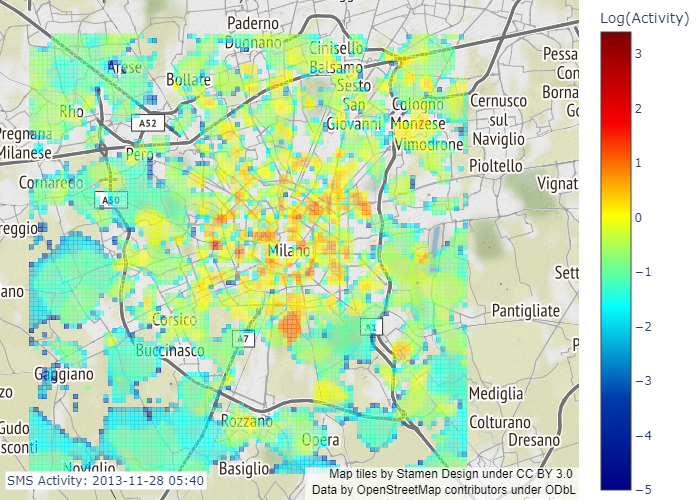 Paderno
Dugnano
Cinisello
Balsamo
Arese
Bollate
Sesto
San
Giovanni
Pessa
Con
Borna
Go
Rho
A52
Cologno
Monzese
Cernusco
sul
Naviglio
Pregnana
Milanese
Pero
Vimodrone
Pioltello
Cornaredo
Vignat
A50
reggio
Milano
Sett
ano
Pantigliate
Corsico
A7
A1
Buccinasco
P
Gaggiano
zo
Mediglia
Gudo
sconti
Rozzano
Opera
Colturano
Dresano
Noviglio
Basiglio
SMS Activity: 2013-11-28 05:40
Map tiles by Stamen Design under CC BY 3.0
Data by OpenStreetMap contributors under ODbL
Log(Activity)
3
2
1
0
−1
−2
−3
−4
−5